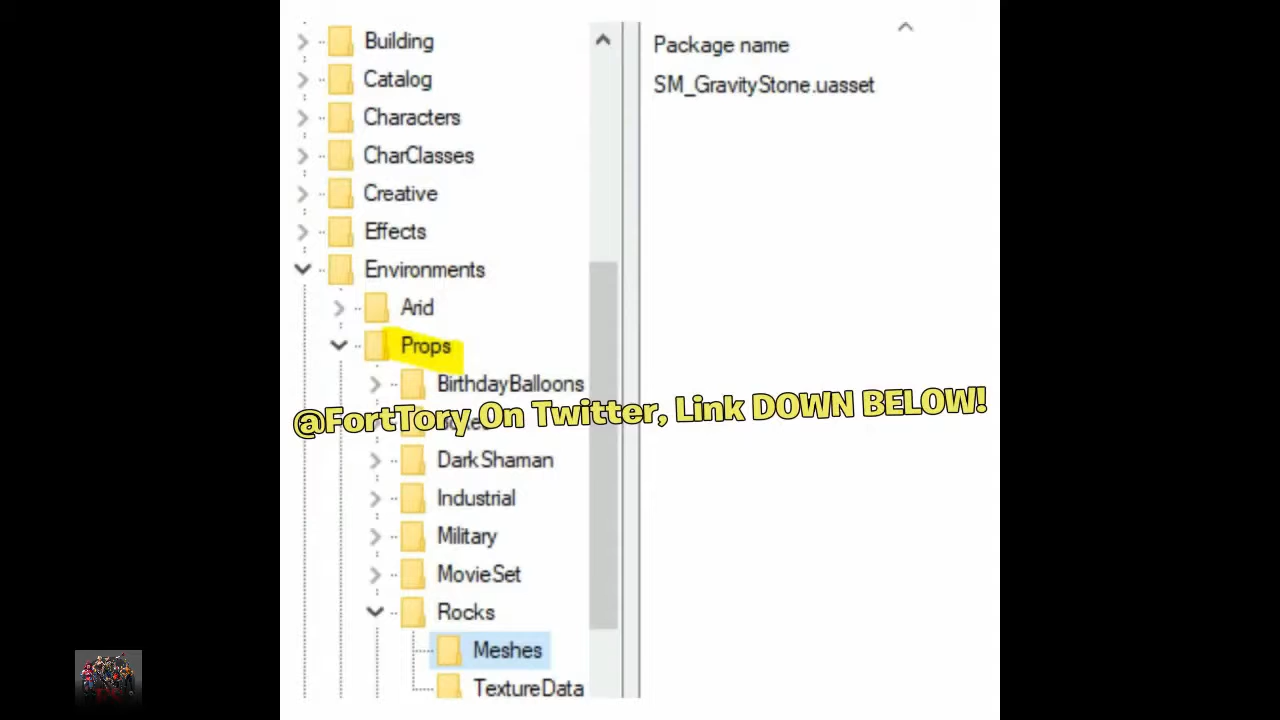 Building
Catalog
Characters
CharClasses
Creative
Effects
Environments
Arid
Props
BirthdayBalloons
DarkShaman
Industrial
Military
MovieSet
Rocks
Meshes
TextureData
Package name
SM_GravityStone.uasset
@FortTory On Twitter, Link DOWN BELOW!